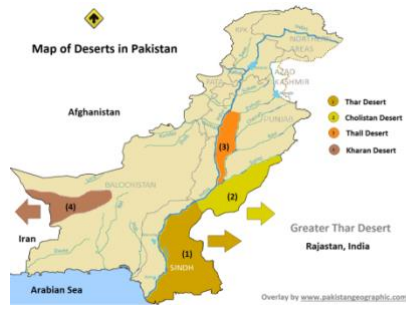 Map of Deserts in Pakistan
KPK
NORTHERN
AREAS
FATA
AZAD
KASHMIR
Afghanistan
PUNJAB
Thar Desert
Cholistan Desert
Thall Desert
Kharan Desert
(3)
BALOCHISTAN
(4)
(2)
Iran
Greater Thar Desert
Rajastan, India
(1)
SINDH
Arabian Sea
Overlay by www.pakistangeographic.com